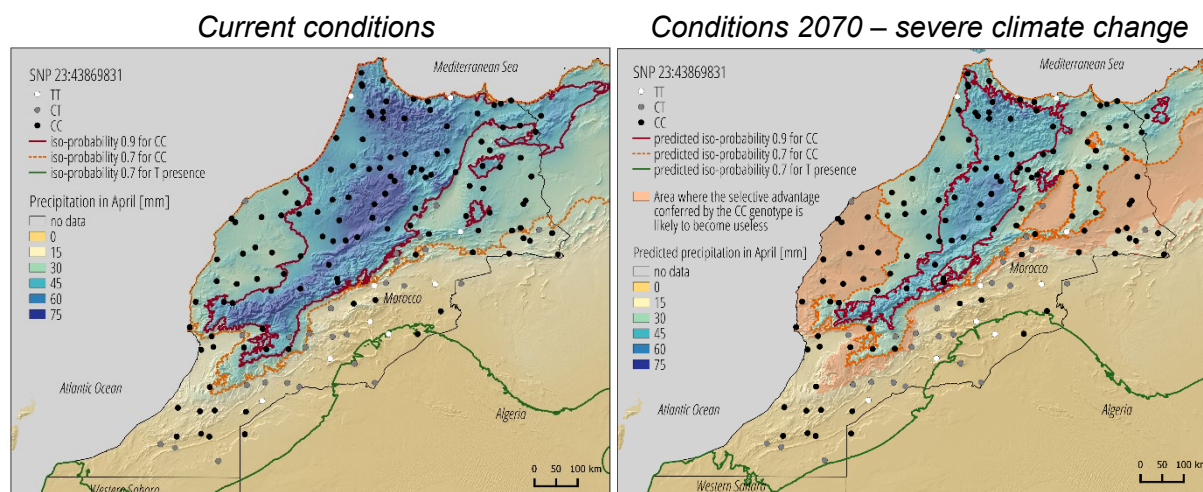 Current conditions
Mediterranean Sea
SNP 23:43869831
TT
CT
CC
iso-probability 0.9 for CC
iso-probability 0.7 for CC
iso-probability 0.7 for T presence
Precipitation in April [mm]
no data
0
15
30
45
60
75
Morocco
Atlantic Ocean
Algeria
Western Sahara
0 50 100 km
Conditions 2070 – severe climate change
Mediterranean Sea
SNP 23:43869831
TT
CT
CC
predicted iso-probability 0.9 for CC
predicted iso-probability 0.7 for CC
predicted iso-probability 0.7 for T presence
Area where the selective advantage
conferred by the CC genotype is
likely to become useless
Predicted precipitation in April [mm]
no data
0
15
30
45
60
75
Morocco
Atlantic Ocean
Algeria
Western Sahara
0 50 100 km